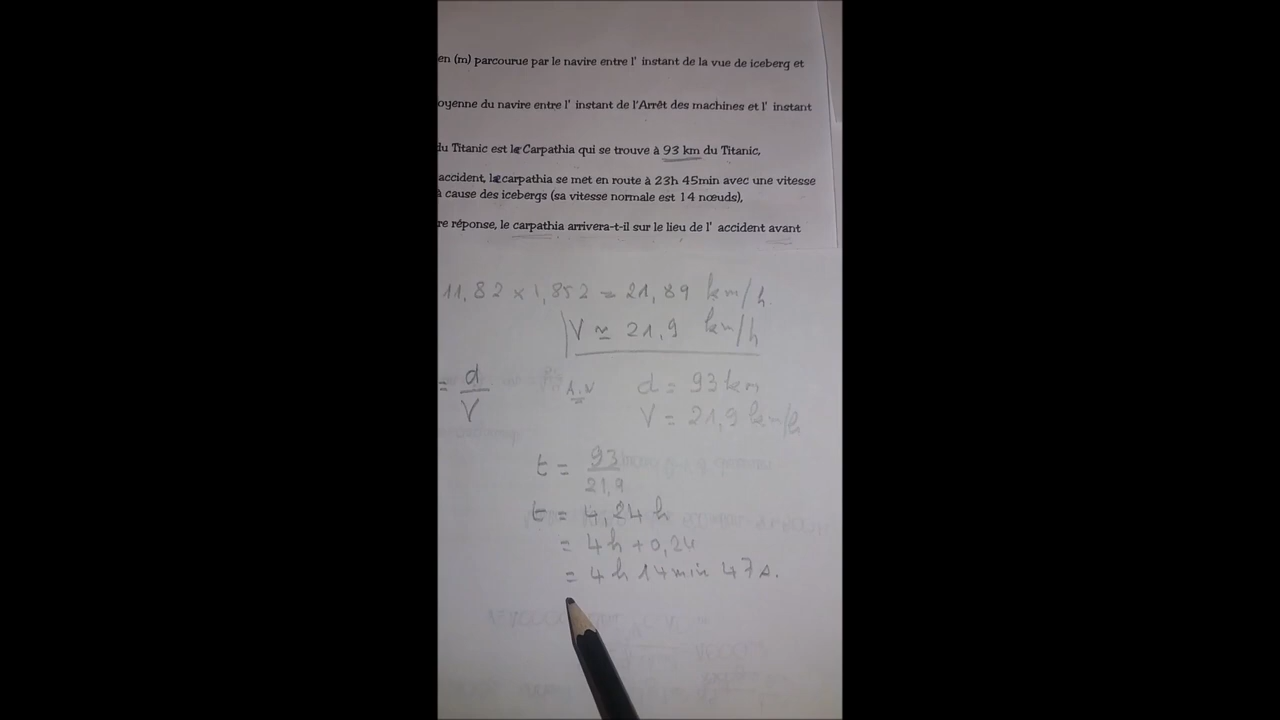 en (m) parcourue par le navire entre l' instant de la vue de iceberg et
oyenne du navire entre l' instant de l'Arrêt des machines et l' instant
du Titanic est le Carpathia qui se trouve à 93 km du Titanic,
accident, le carpathia se met en route à 23h 45min avec une vitesse
à cause des icebergs (sa vitesse normale est 14 nœuds),
re réponse, le carpathia arrivera-t-il sur le lieu de l' accident avant
11,82 × 1,852 = 21,89 km/h.
V ≃ 21,9 km/h
= d/V A.N d = 93 km
V = 21,9 km/h
t = 93/21,9
t = 4,24 h
= 4h + 0,24
= 4 h 14 min 47 s.